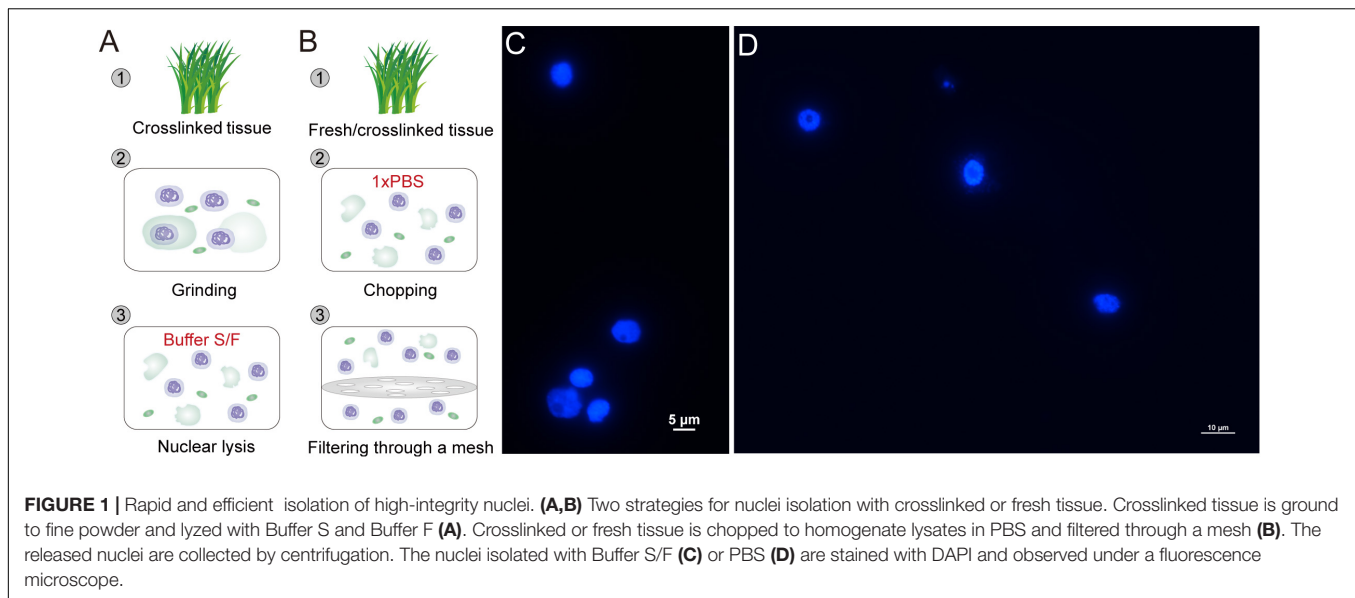 A
B
C
D
1
1
Crosslinked tissue
Fresh/crosslinked tissue
2
2
1xPBS
Grinding
Chopping
3
3
Buffer S/F
5 µm
10 µm
Nuclear lysis
Filtering through a mesh
FIGURE 1 | Rapid and efficient isolation of high-integrity nuclei. (A,B) Two strategies for nuclei isolation with crosslinked or fresh tissue. Crosslinked tissue is ground
to fine powder and lyzed with Buffer S and Buffer F (A). Crosslinked or fresh tissue is chopped to homogenate lysates in PBS and filtered through a mesh (B). The
released nuclei are collected by centrifugation. The nuclei isolated with Buffer S/F (C) or PBS (D) are stained with DAPI and observed under a fluorescence
microscope.